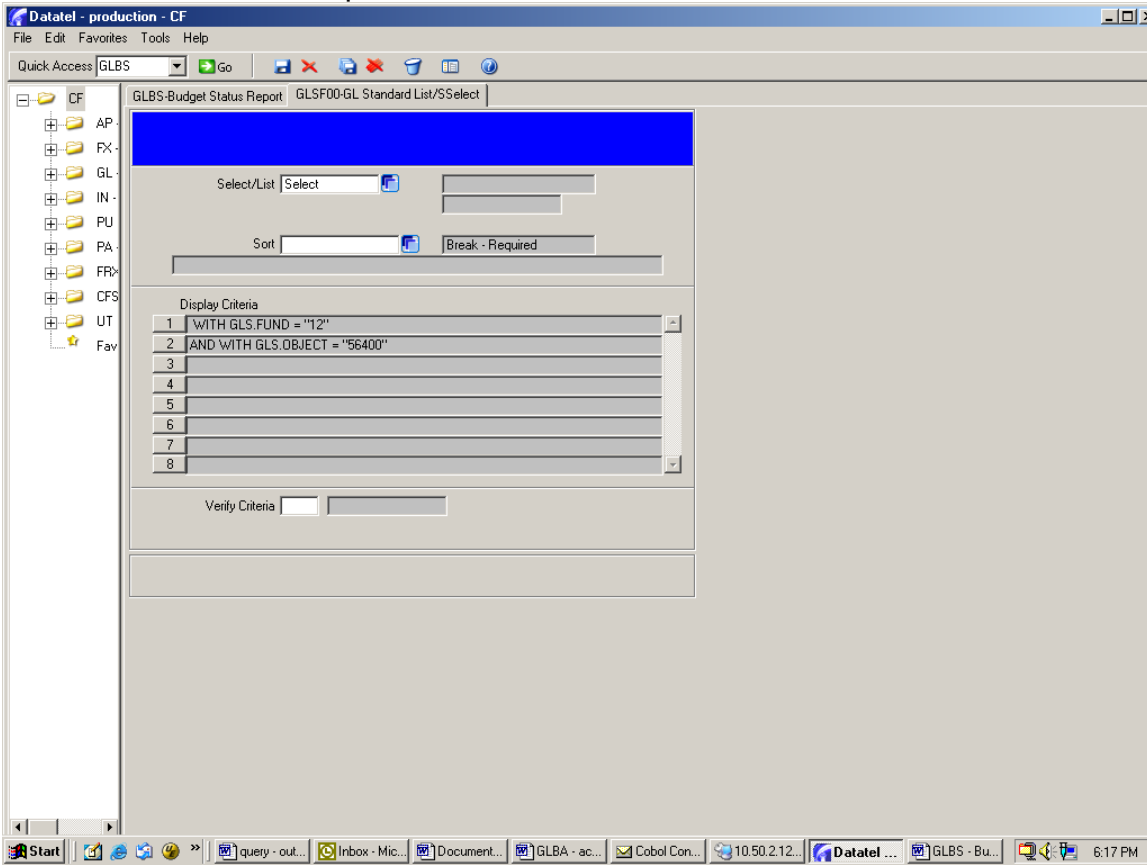 Datatel - production - CF
File Edit Favorites Tools Help
Quick Access GLBS Go
CF
AP -
FX -
GL -
IN -
PU
PA -
FRX
CFS
UT
Fav
GLBS-Budget Status Report GLSF00-GL Standard List/SSelect
Select/List Select
Sort Break - Required
Display Criteria
1 WITH GLS.FUND = "12"
2 AND WITH GLS.OBJECT = "56400"
3
4
5
6
7
8
Verify Criteria
Start » query - out... Inbox - Mic... Document... GLBA - ac... Cobol Con... 10.50.2.12... Datatel ... GLBS - Bu... 6:17 PM